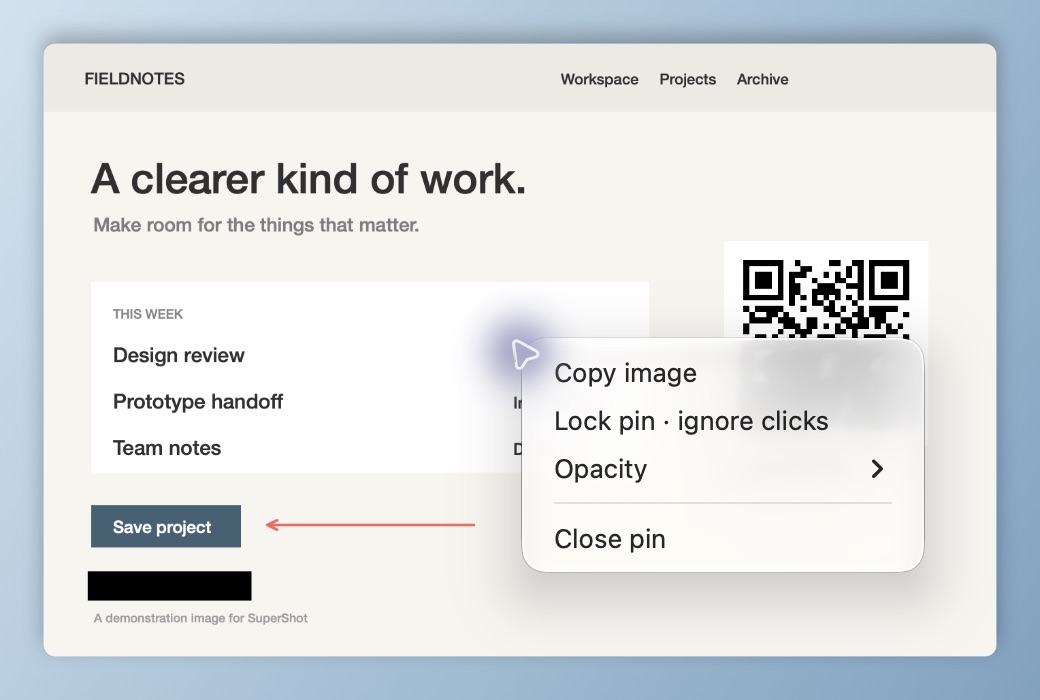 FIELDNOTES
Workspace Projects Archive
A clearer kind of work.
Make room for the things that matter.
THIS WEEK
Design review
Prototype handoff
Team notes
Copy image
Lock pin · ignore clicks
Opacity
Close pin
Save project
A demonstration image for SuperShot